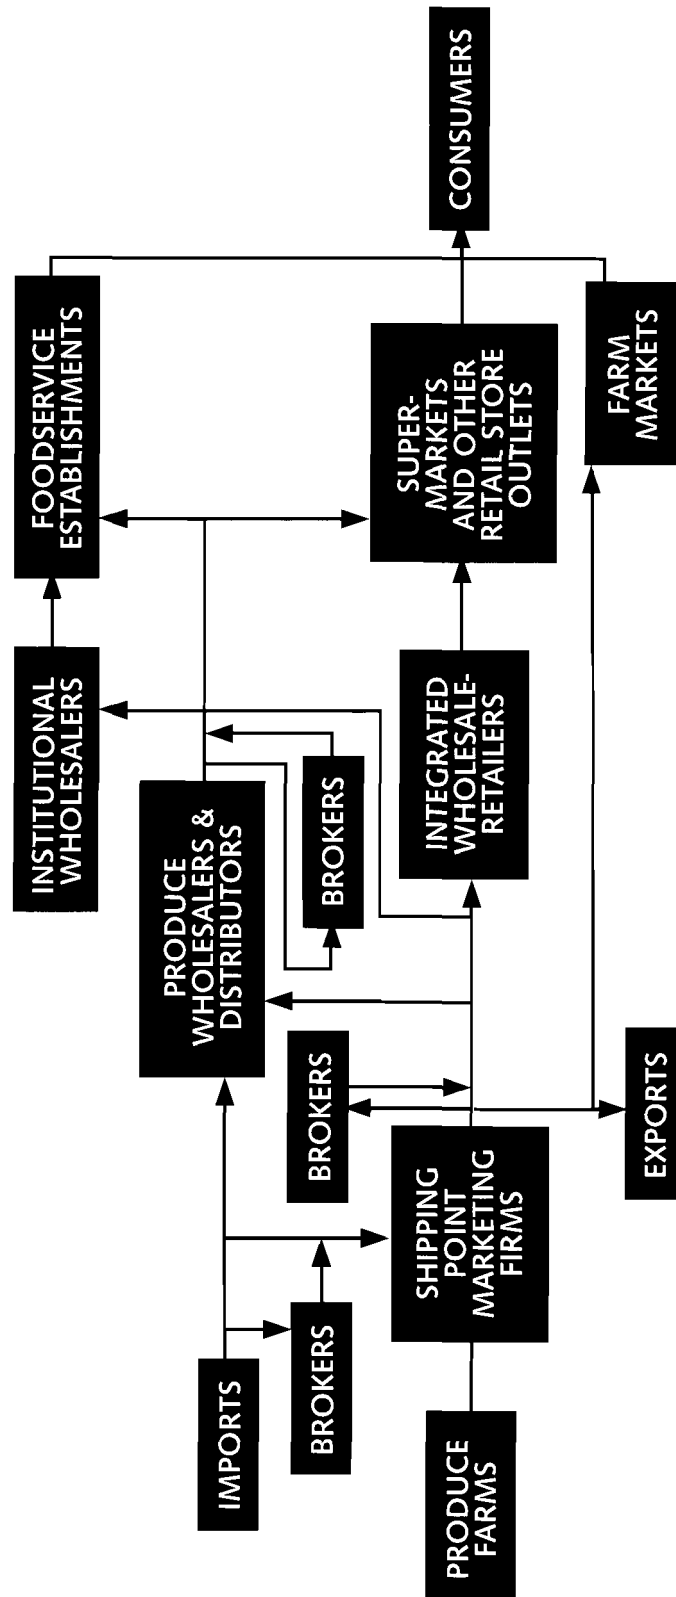 PRODUCE
FARMS
IMPORTS
BROKERS
SHIPPING
POINT
MARKETING
FIRMS
BROKERS
EXPORTS
PRODUCE
WHOLESALERS &
DISTRIBUTORS
BROKERS
INSTITUTIONAL
WHOLESALERS
INTEGRATED
WHOLESALE-
RETAILERS
FOODSERVICE
ESTABLISHMENTS
SUPER-
MARKETS
AND OTHER
RETAIL STORE
OUTLETS
FARM
MARKETS
CONSUMERS